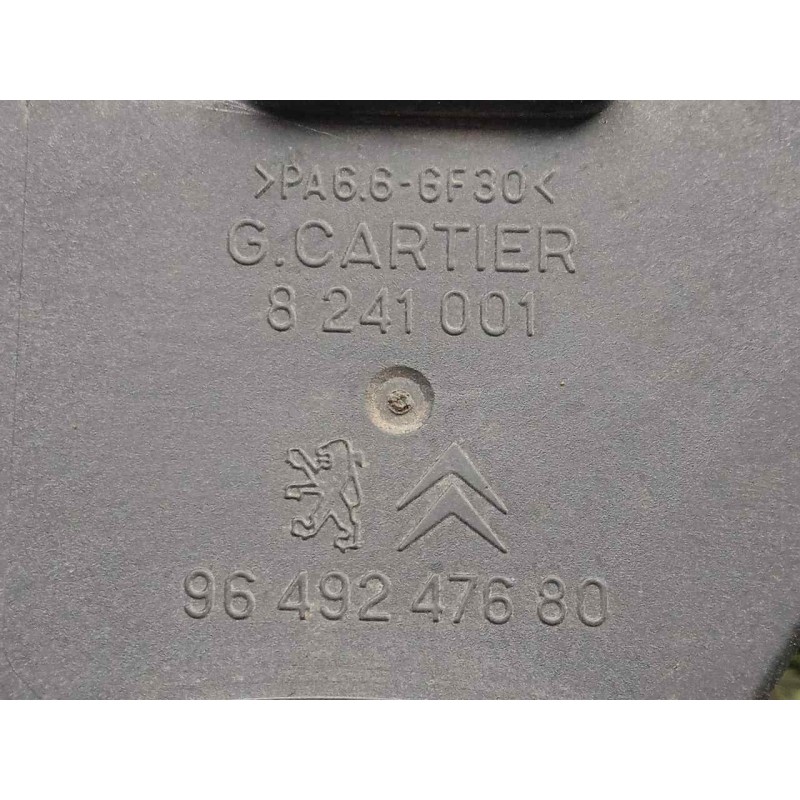 >PA6.6-GF30<
G.CARTIER
8 241 001
96 492 476 80